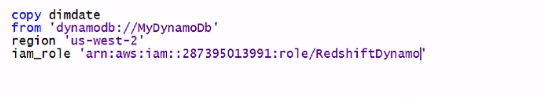 copy dimdate
from 'dynamodb://MyDynamoDb'
region 'us-west-2'
iam_role 'arn:aws:iam::287395013991:role/RedshiftDynamo'